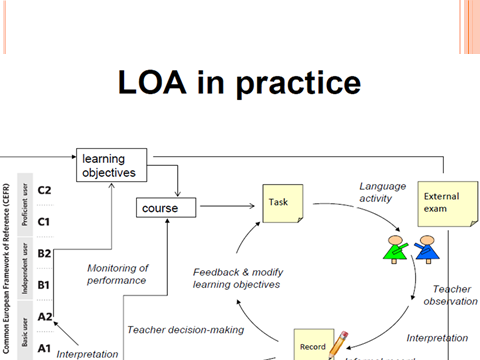 LOA in practice
learning
objectives
Common European Framework of Reference (CEFR)
Proficient user
Independent user
Basic user
C2
C1
B2
B1
A2
A1
course
Task
Language
activity
External
exam
Monitoring of
performance
Feedback & modify
learning objectives
Teacher
observation
Teacher decision-making
Interpretation
Interpretation
Record
Informal record